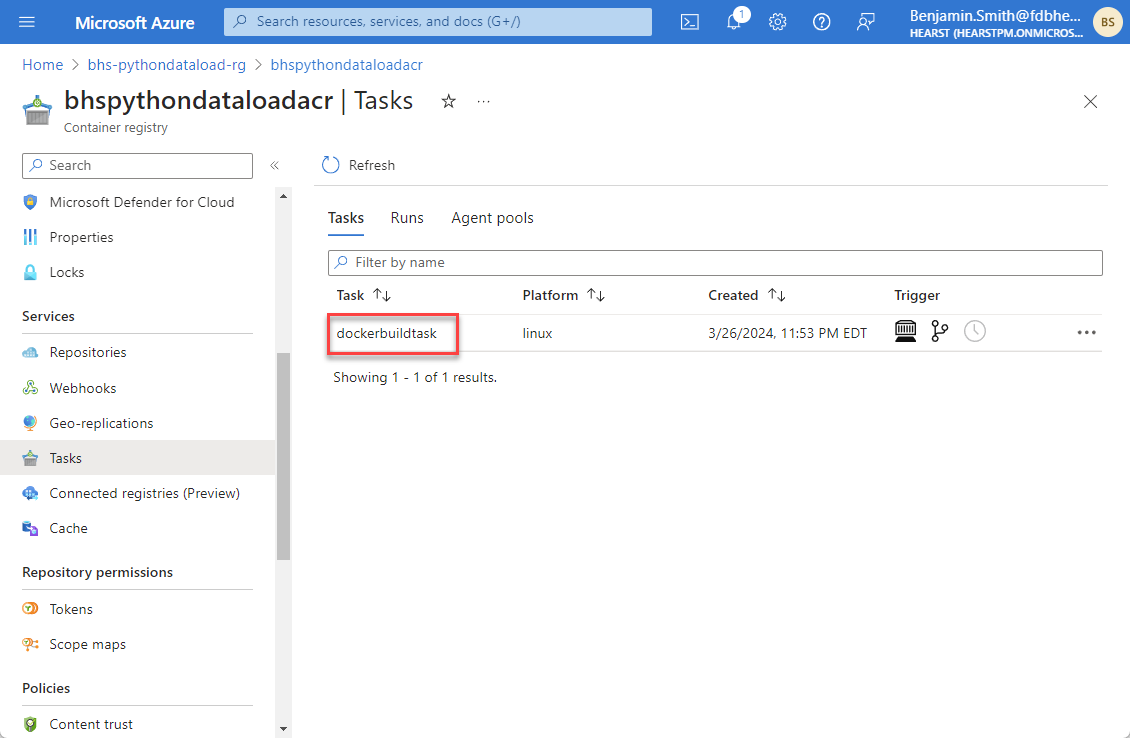 Microsoft Azure
Search resources, services, and docs (G+/)
1
Benjamin.Smith@fdbhe...
HEARST (HEARSTPM.ONMICROS...
BS
Home > bhs-pythondataload-rg > bhspythondataloadacr
bhspythondataloadacr | Tasks
Container registry
Search
Microsoft Defender for Cloud
Properties
Locks
Services
Repositories
Webhooks
Geo-replications
Tasks
Connected registries (Preview)
Cache
Repository permissions
Tokens
Scope maps
Policies
Content trust
Refresh
Tasks Runs Agent pools
Filter by name
Task Platform Created Trigger
dockerbuildtask linux 3/26/2024, 11:53 PM EDT
Showing 1 - 1 of 1 results.